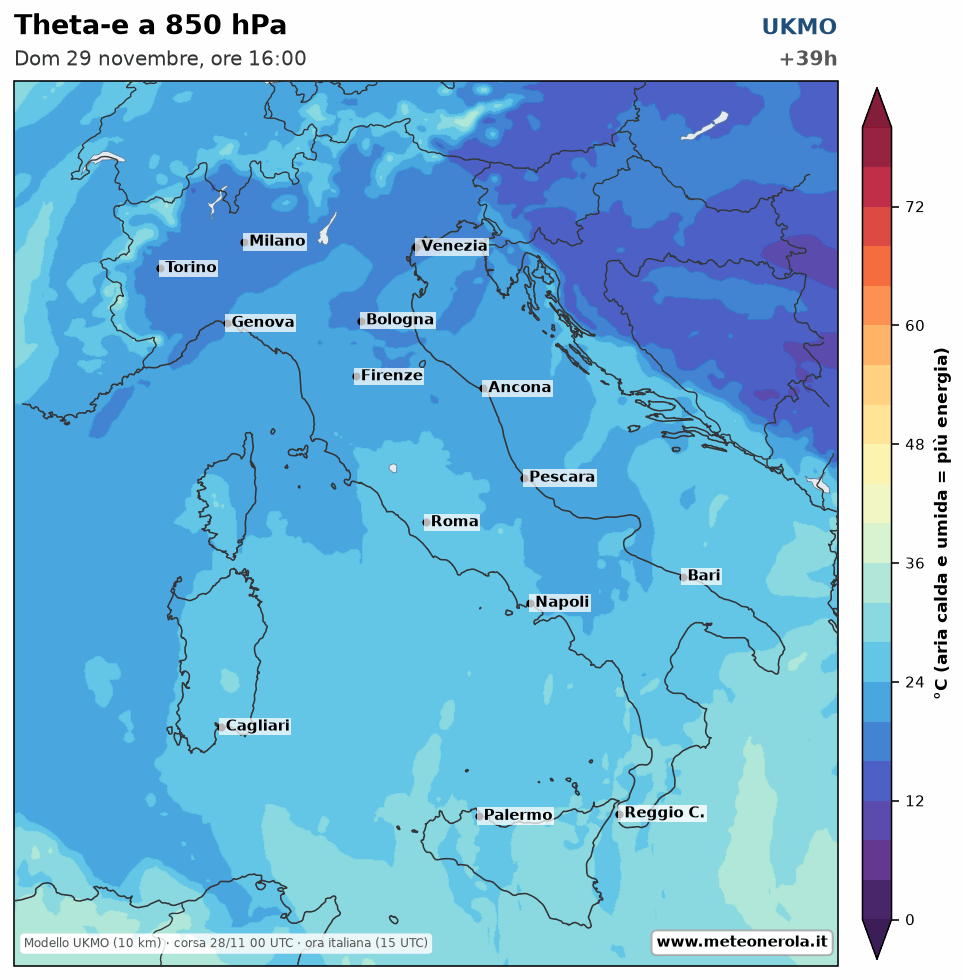 Theta-e a 850 hPa
UKMO
Dom 29 novembre, ore 16:00
+39h
Milano
Venezia
Torino
Genova
Bologna
Firenze
Ancona
Pescara
Roma
Bari
Napoli
Cagliari
Palermo
Reggio C.
72
60
48
36
24
12
0
°C (aria calda e umida = più energia)
Modello UKMO (10 km) · corsa 28/11 00 UTC · ora italiana (15 UTC)
www.meteonerola.it